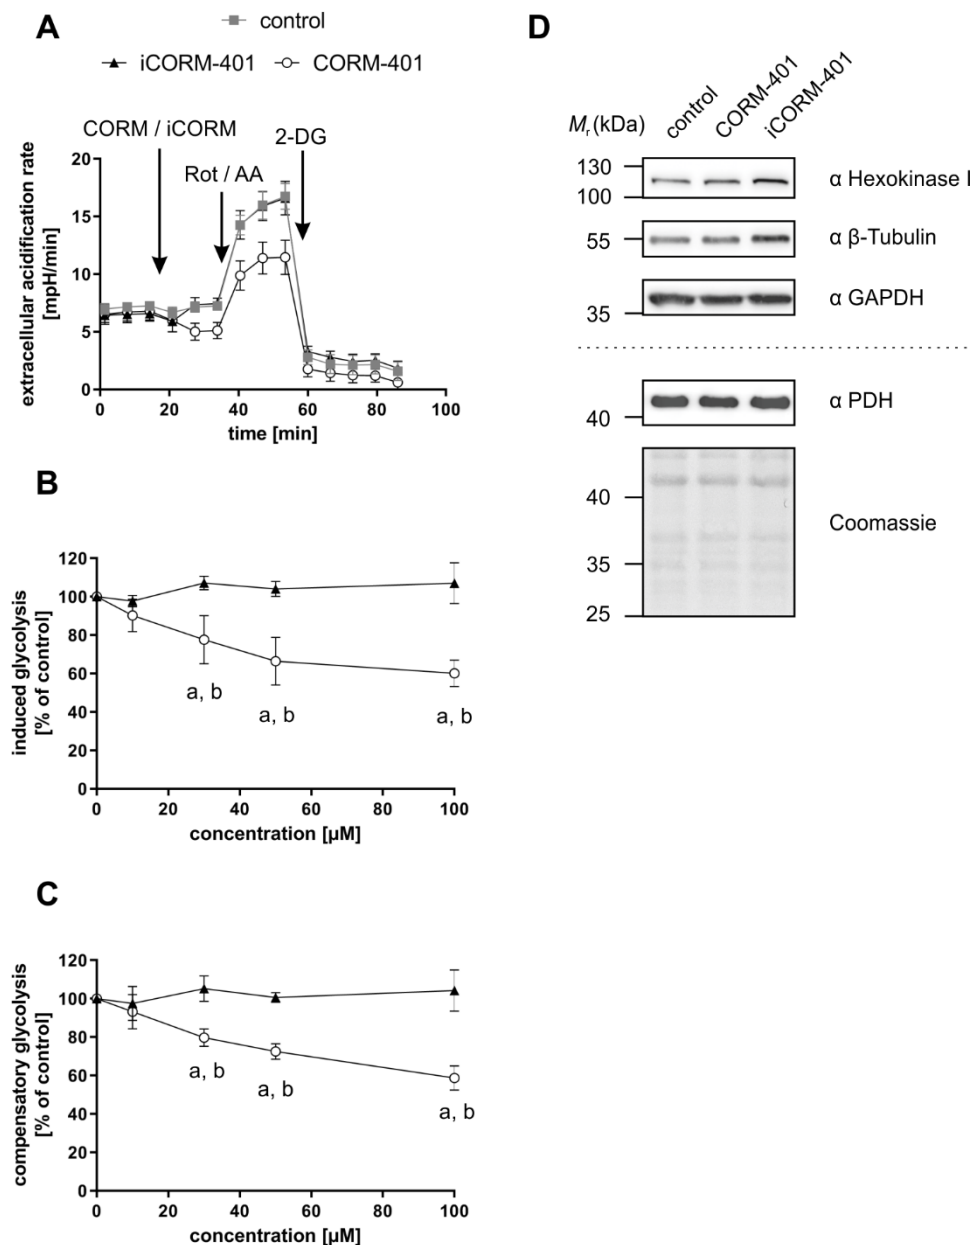 A
control
iCORM-401
CORM-401
CORM / iCORM
Rot / AA
2-DG
extracellular acidification rate
[mpH/min]
20
15
10
5
0
0 20 40 60 80 100
time [min]
B
induced glycolysis
[% of control]
120
100
80
60
40
20
0
a, b
a, b
a, b
0 20 40 60 80 100
concentration [µM]
C
compensatory glycolysis
[% of control]
120
100
80
60
40
20
0
a, b
a, b
a, b
0 20 40 60 80 100
concentration [µM]
D
Mr (kDa)
control
CORM-401
iCORM-401
130
100
α Hexokinase I
55
α β-Tubulin
35
α GAPDH
40
α PDH
40
35
25
Coomassie